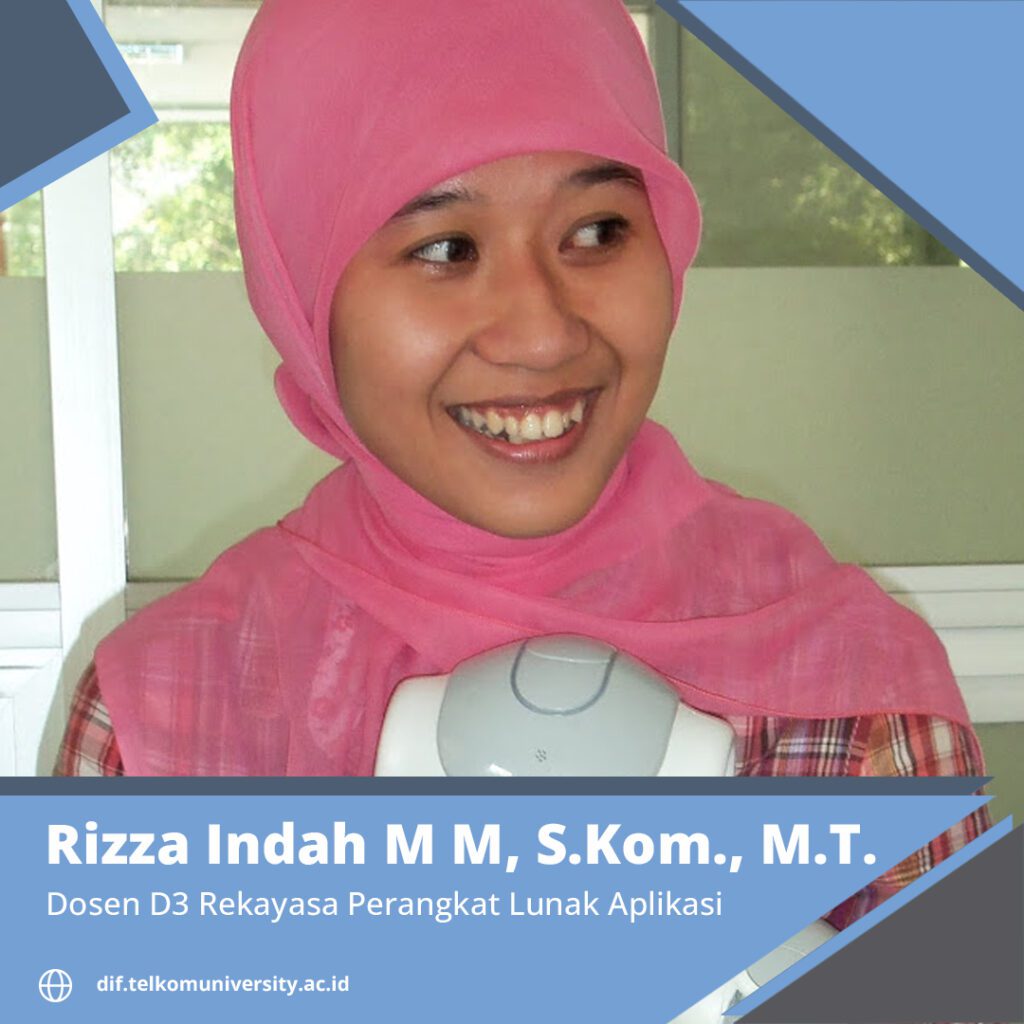 Rizza Indah M M, S.Kom., M.T.
Dosen D3 Rekayasa Perangkat Lunak Aplikasi
dif.telkomuniversity.ac.id